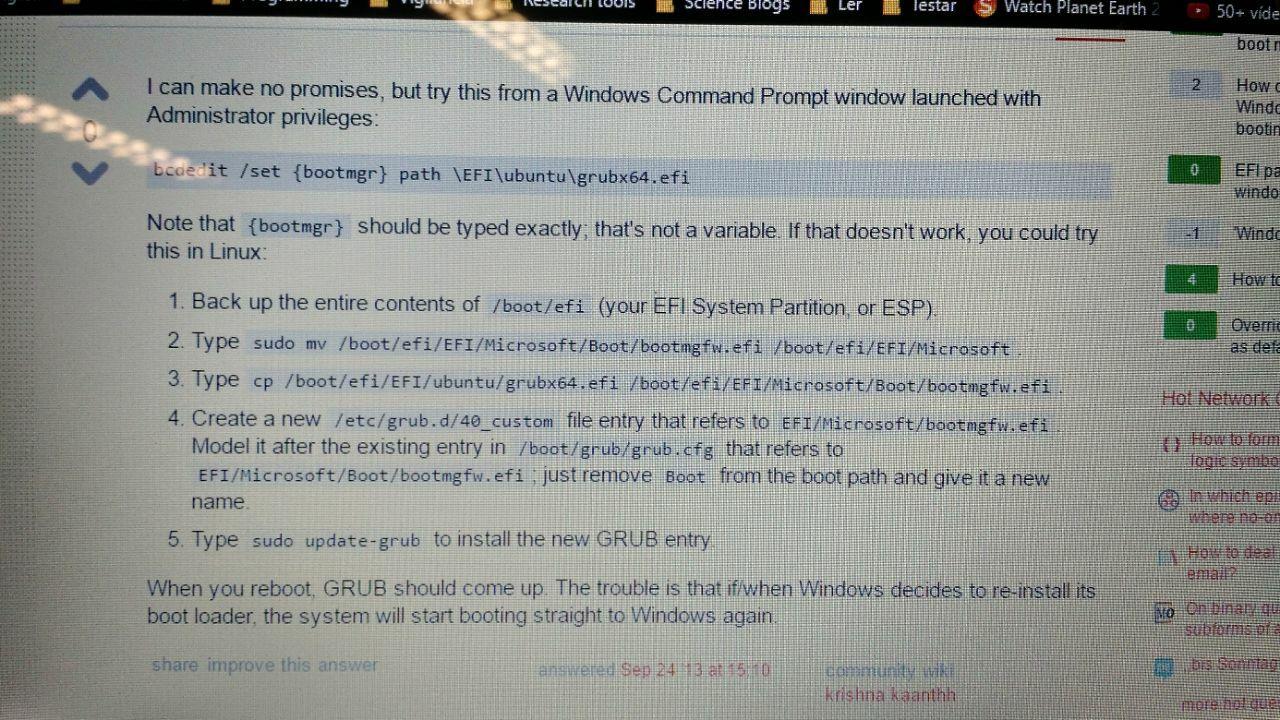 Programming
Research tools
Science Blogs
Ler
Testar
Watch Planet Earth 2
50+ víde
I can make no promises, but try this from a Windows Command Prompt window launched with
Administrator privileges:
0
bcdedit /set {bootmgr} path \EFI\ubuntu\grubx64.efi
Note that {bootmgr} should be typed exactly; that's not a variable. If that doesn't work, you could try
this in Linux:
1. Back up the entire contents of /boot/efi (your EFI System Partition, or ESP).
2. Type sudo mv /boot/efi/EFI/Microsoft/Boot/bootmgfw.efi /boot/efi/EFI/Microsoft .
3. Type cp /boot/efi/EFI/ubuntu/grubx64.efi /boot/efi/EFI/Microsoft/Boot/bootmgfw.efi .
4. Create a new /etc/grub.d/40_custom file entry that refers to EFI/Microsoft/bootmgfw.efi .
Model it after the existing entry in /boot/grub/grub.cfg that refers to
EFI/Microsoft/Boot/bootmgfw.efi ; just remove Boot from the boot path and give it a new
name.
5. Type sudo update-grub to install the new GRUB entry.
When you reboot, GRUB should come up. The trouble is that if/when Windows decides to re-install its
boot loader, the system will start booting straight to Windows again.
share improve this answer
answered Sep 24 '13 at 15:10
community wiki
krishna kaanthh
boot m
2
How c
Windo
bootin
0
EFI pa
windo
-1
'Windo
4
How to
0
Overri
as defa
Hot Network
How to form
logic symbo
In which epi
where no-o
How to deal
email?
On binary qu
subforms of
bis Sonntag
more hot que